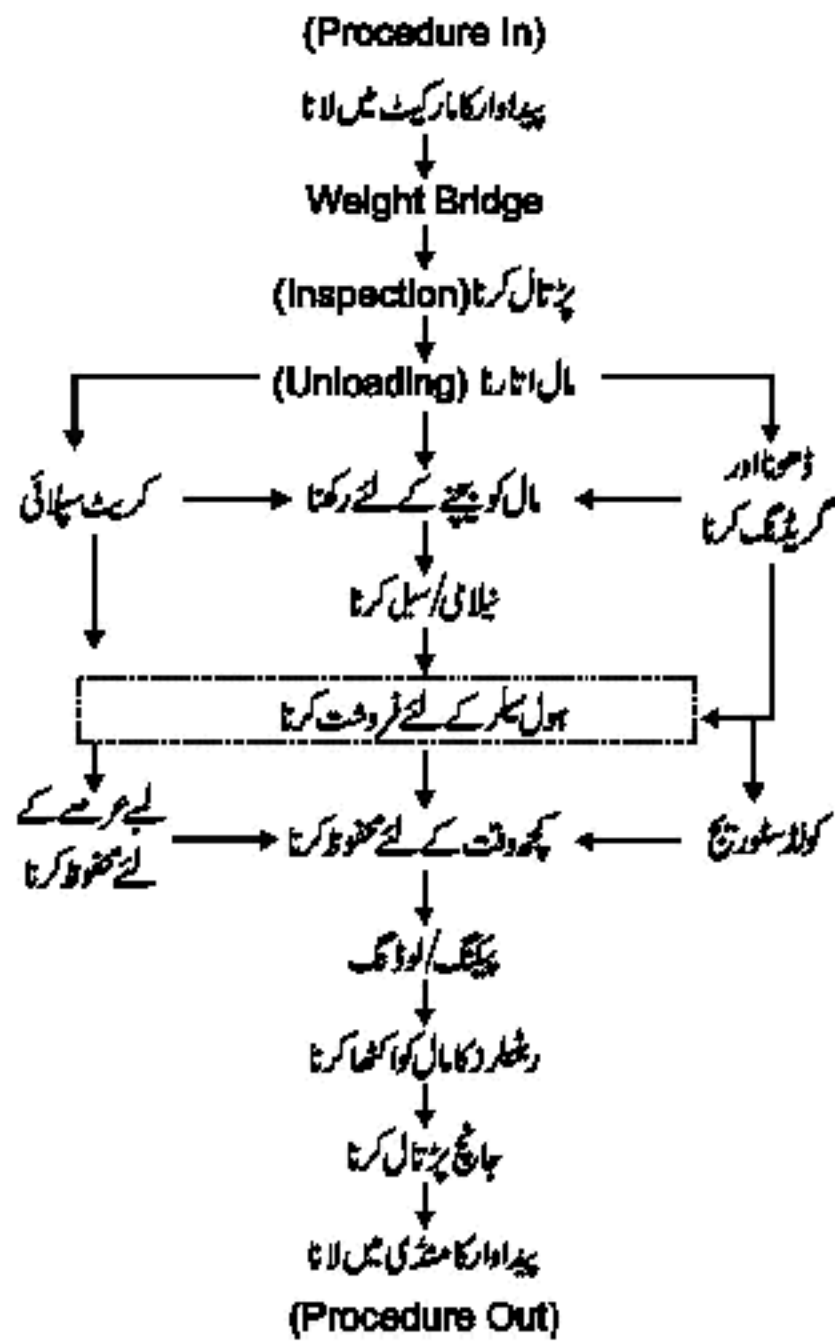 (Procedure In)
پیداوار کا مارکیٹ میں لانا
Weight Bridge
پڑتال کرنا (Inspection)
مال اتارنا (Unloading)
ڈھونا اور
گریڈنگ کرنا
مال کو بیچنے کے لئے رکھنا
کریٹ سپلائی
نیلامی/سیل کرنا
ہول سیلر کے لئے فروخت کرنا
کولڈ سٹوریج
کچھ وقت کے لئے محفوظ کرنا
لمبے عرصے کے
لئے محفوظ کرنا
پیکنگ/لوڈنگ
ریٹیلرز کا مال کو اکٹھا کرنا
جانچ پڑتال کرنا
پیداوار کا منڈی میں لانا
(Procedure Out)